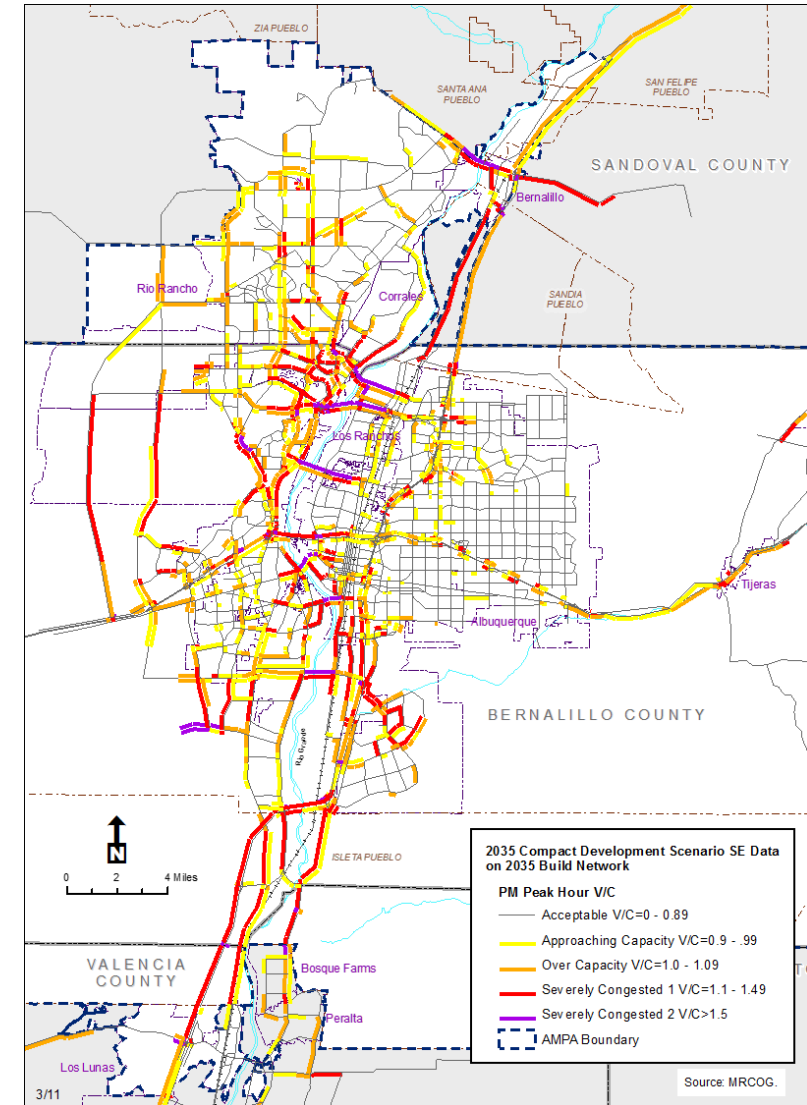 ZIA PUEBLO
SANTA ANA
PUEBLO
SAN FELIPE
PUEBLO
SANDOVAL COUNTY
Bernalillo
Rio Rancho
Corrales
SANDIA
PUEBLO
Los Ranchos
Tijeras
Albuquerque
BERNALILLO COUNTY
Rio Grande
N
0 2 4 Miles
ISLETA PUEBLO
VALENCIA
COUNTY
Bosque Farms
Peralta
Los Lunas
3/11
2035 Compact Development Scenario SE Data
on 2035 Build Network
PM Peak Hour V/C
Acceptable V/C=0 - 0.89
Approaching Capacity V/C=0.9 - .99
Over Capacity V/C=1.0 - 1.09
Severely Congested 1 V/C=1.1 - 1.49
Severely Congested 2 V/C>1.5
AMPA Boundary
Source: MRCOG.